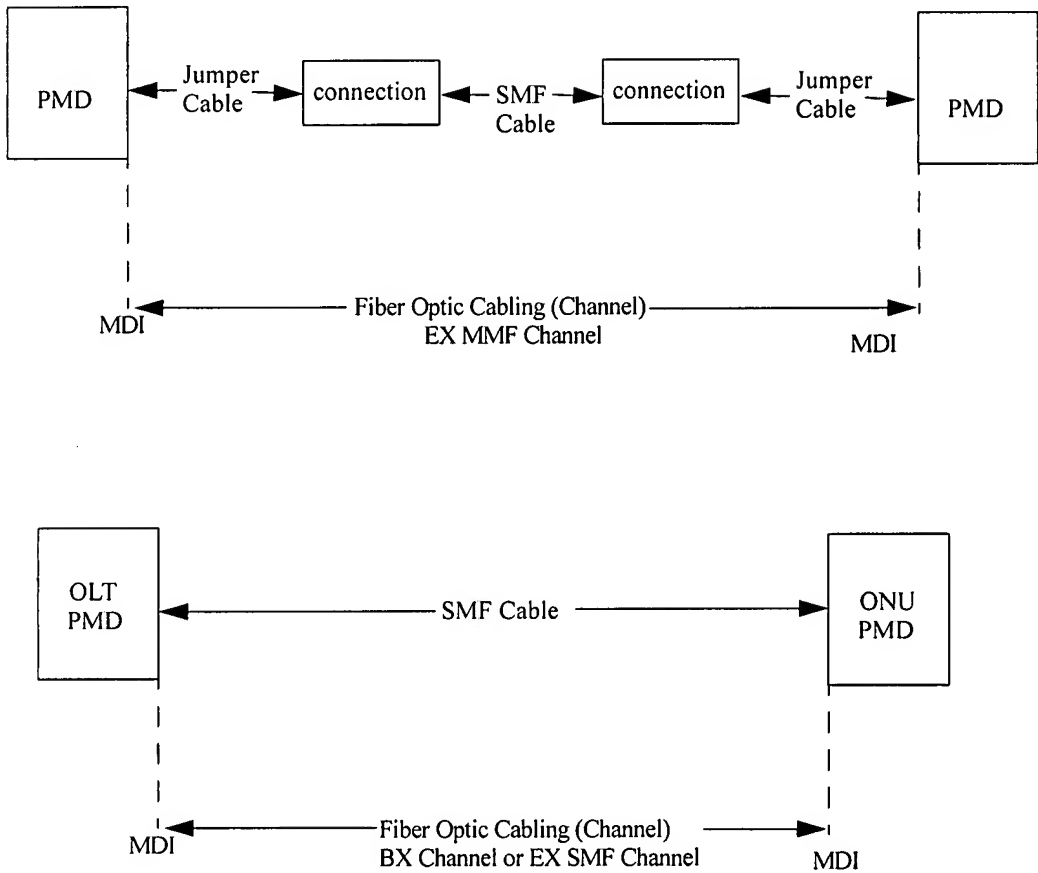 PMD
Jumper
Cable
connection
SMF
Cable
connection
Jumper
Cable
PMD
Fiber Optic Cabling (Channel)
EX MMF Channel
MDI
MDI
OLT
PMD
SMF Cable
ONU
PMD
Fiber Optic Cabling (Channel)
BX Channel or EX SMF Channel
MDI
MDI